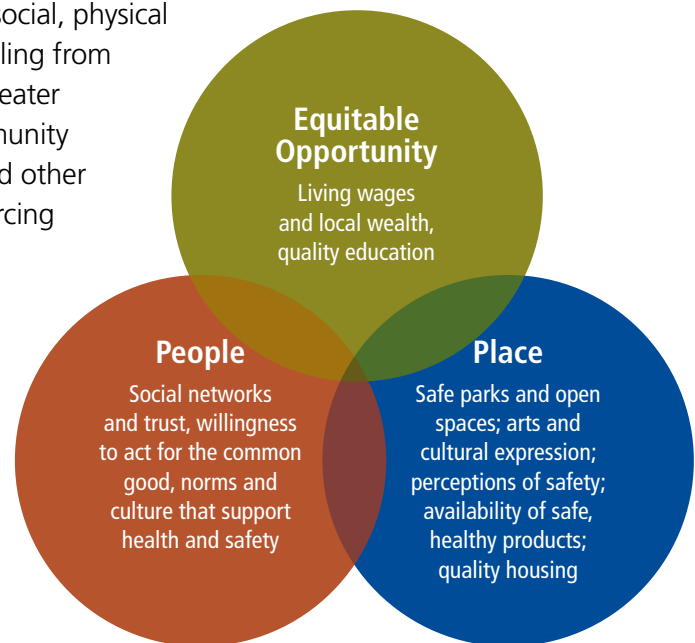 social, physical
ling from
eater
munity
d other
rcing
Equitable
Opportunity
Living wages
and local wealth,
quality education
People
Social networks
and trust, willingness
to act for the common
good, norms and
culture that support
health and safety
Place
Safe parks and open
spaces; arts and
cultural expression;
perceptions of safety;
availability of safe,
healthy products;
quality housing